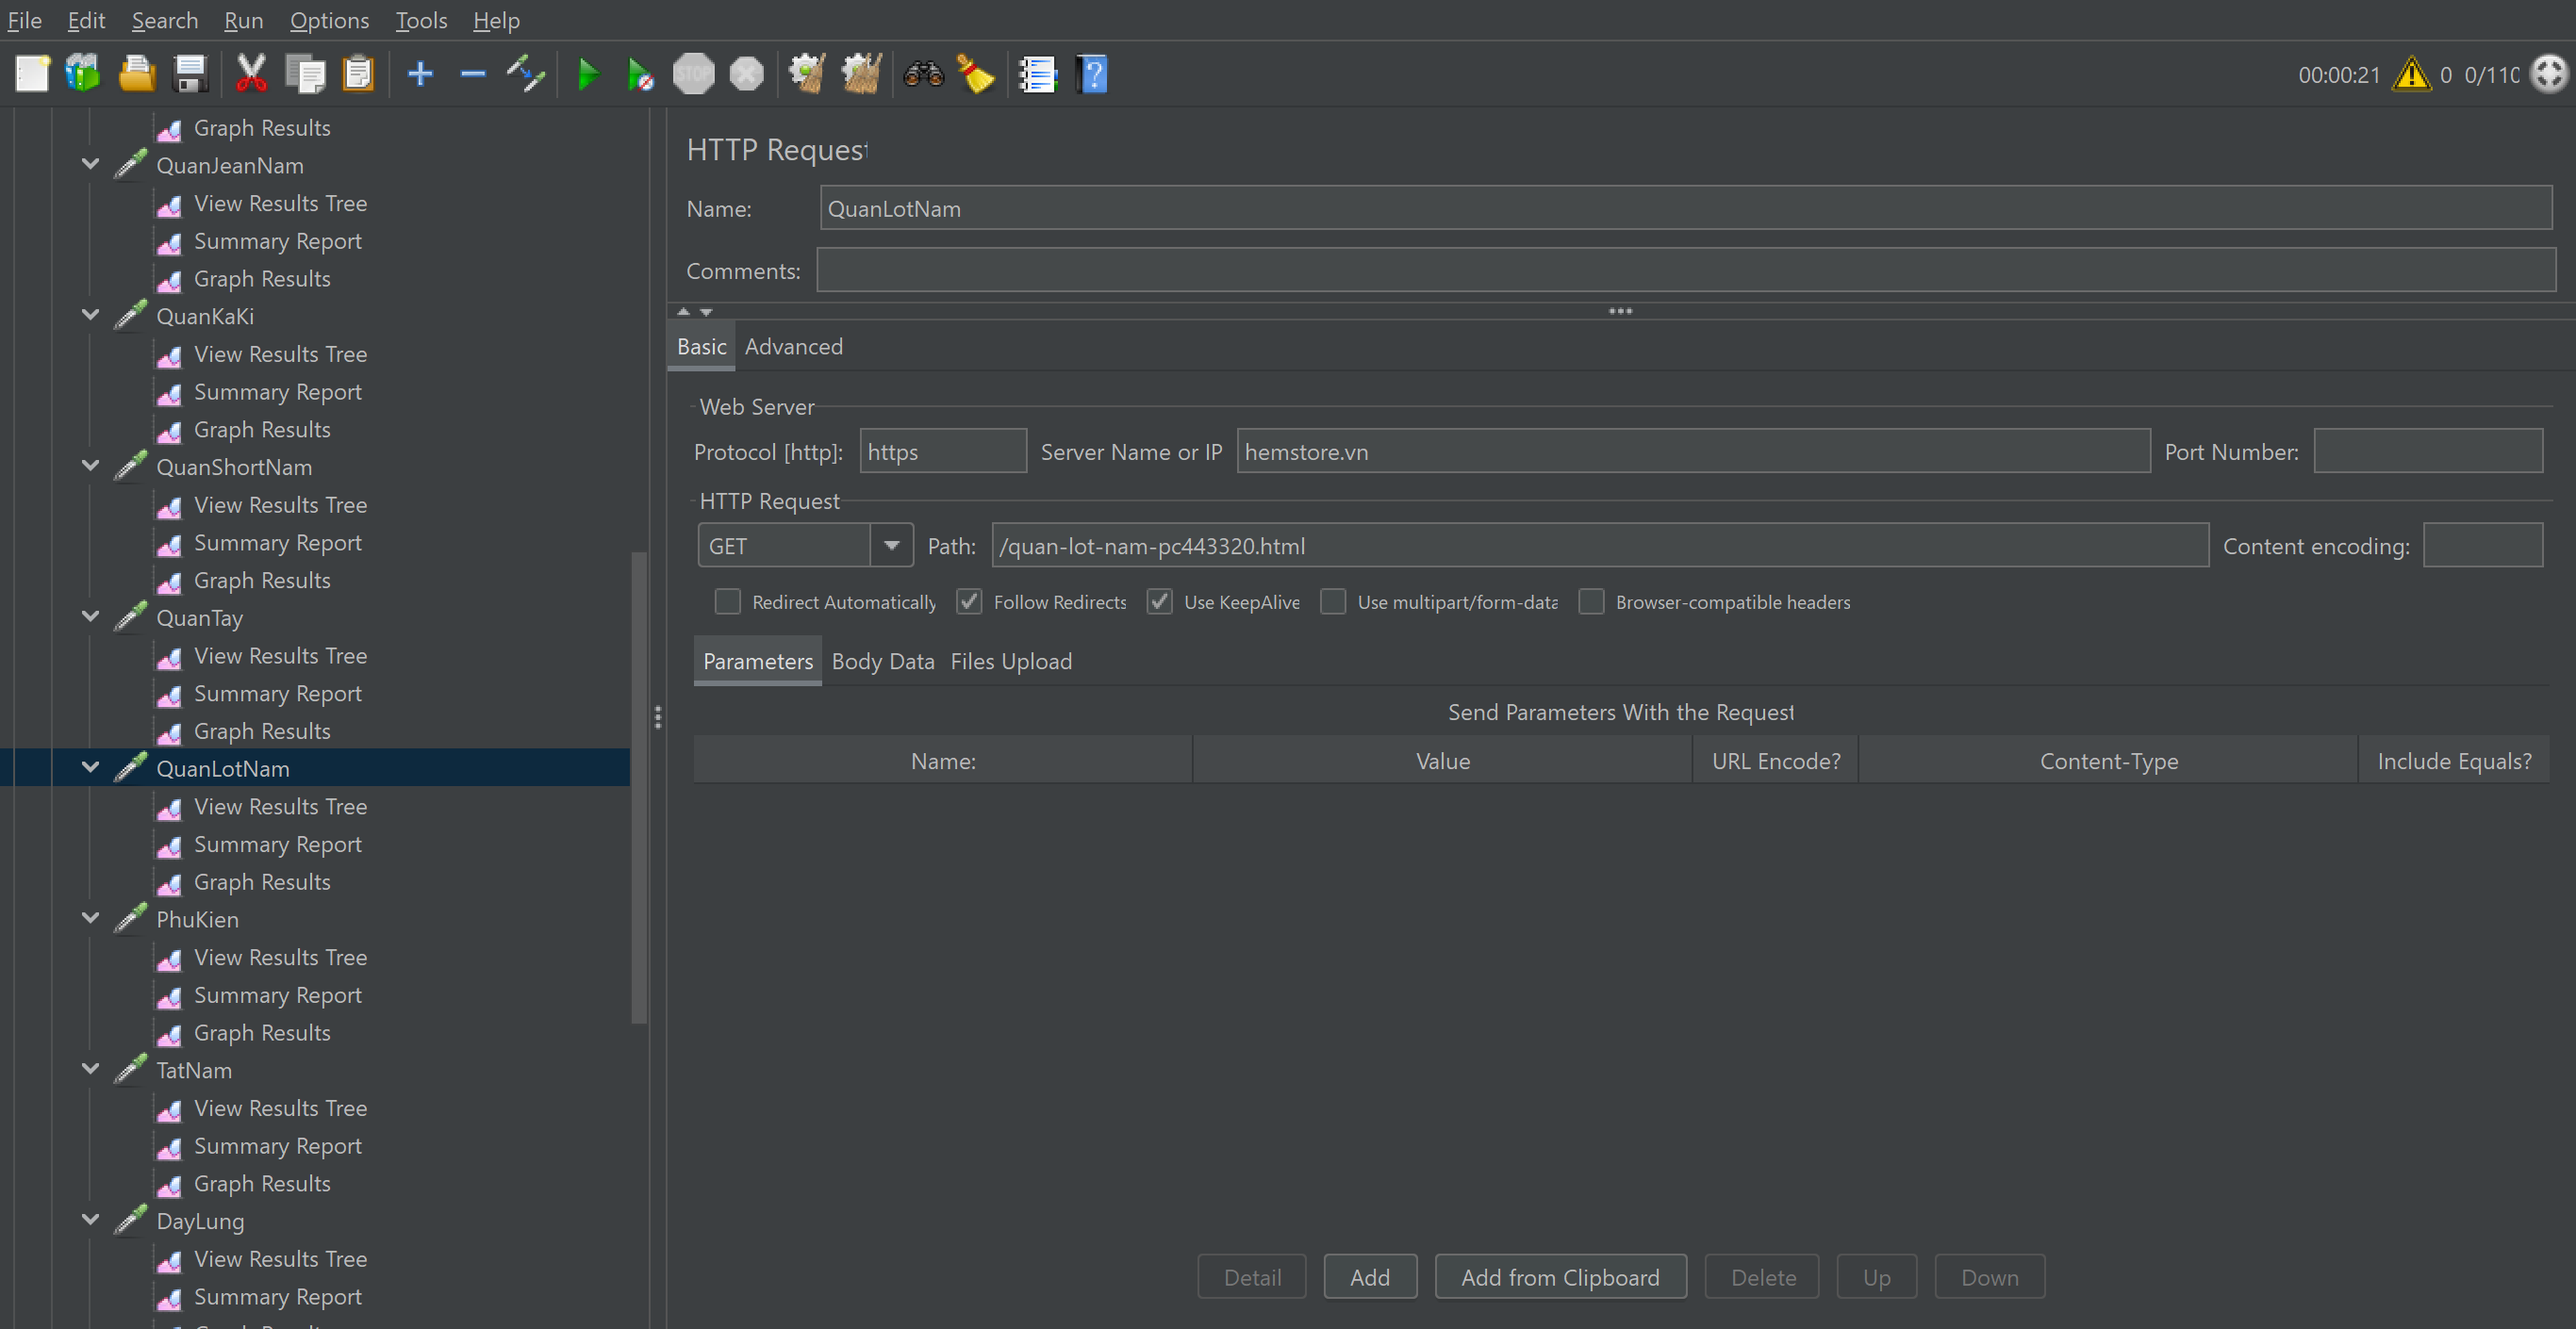 File Edit Search Run Options Tools Help
STOP
00:00:21 0 0/110
Graph Results
QuanJeanNam
View Results Tree
Summary Report
Graph Results
QuanKaKi
View Results Tree
Summary Report
Graph Results
QuanShortNam
View Results Tree
Summary Report
Graph Results
QuanTay
View Results Tree
Summary Report
Graph Results
QuanLotNam
View Results Tree
Summary Report
Graph Results
PhuKien
View Results Tree
Summary Report
Graph Results
TatNam
View Results Tree
Summary Report
Graph Results
DayLung
View Results Tree
Summary Report
HTTP Request
Name: QuanLotNam
Comments:
Basic Advanced
Web Server
Protocol [http]: https Server Name or IP hemstore.vn Port Number:
HTTP Request
GET Path: /quan-lot-nam-pc443320.html Content encoding:
Redirect Automatically Follow Redirects Use KeepAlive Use multipart/form-data Browser-compatible headers
Parameters Body Data Files Upload
Send Parameters With the Request
Name: Value URL Encode? Content-Type Include Equals?
Detail Add Add from Clipboard Delete Up Down